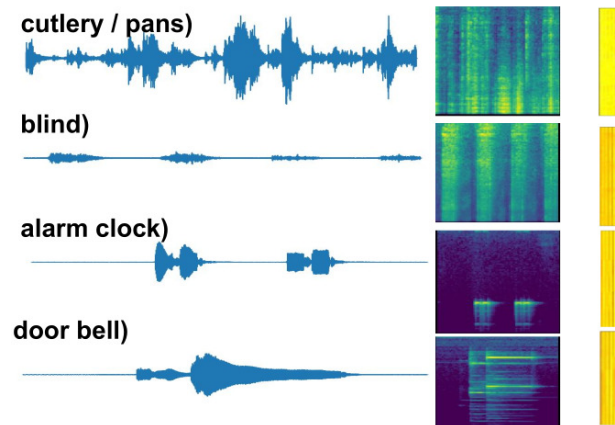 cutlery / pans)
blind)
alarm clock)
door bell)